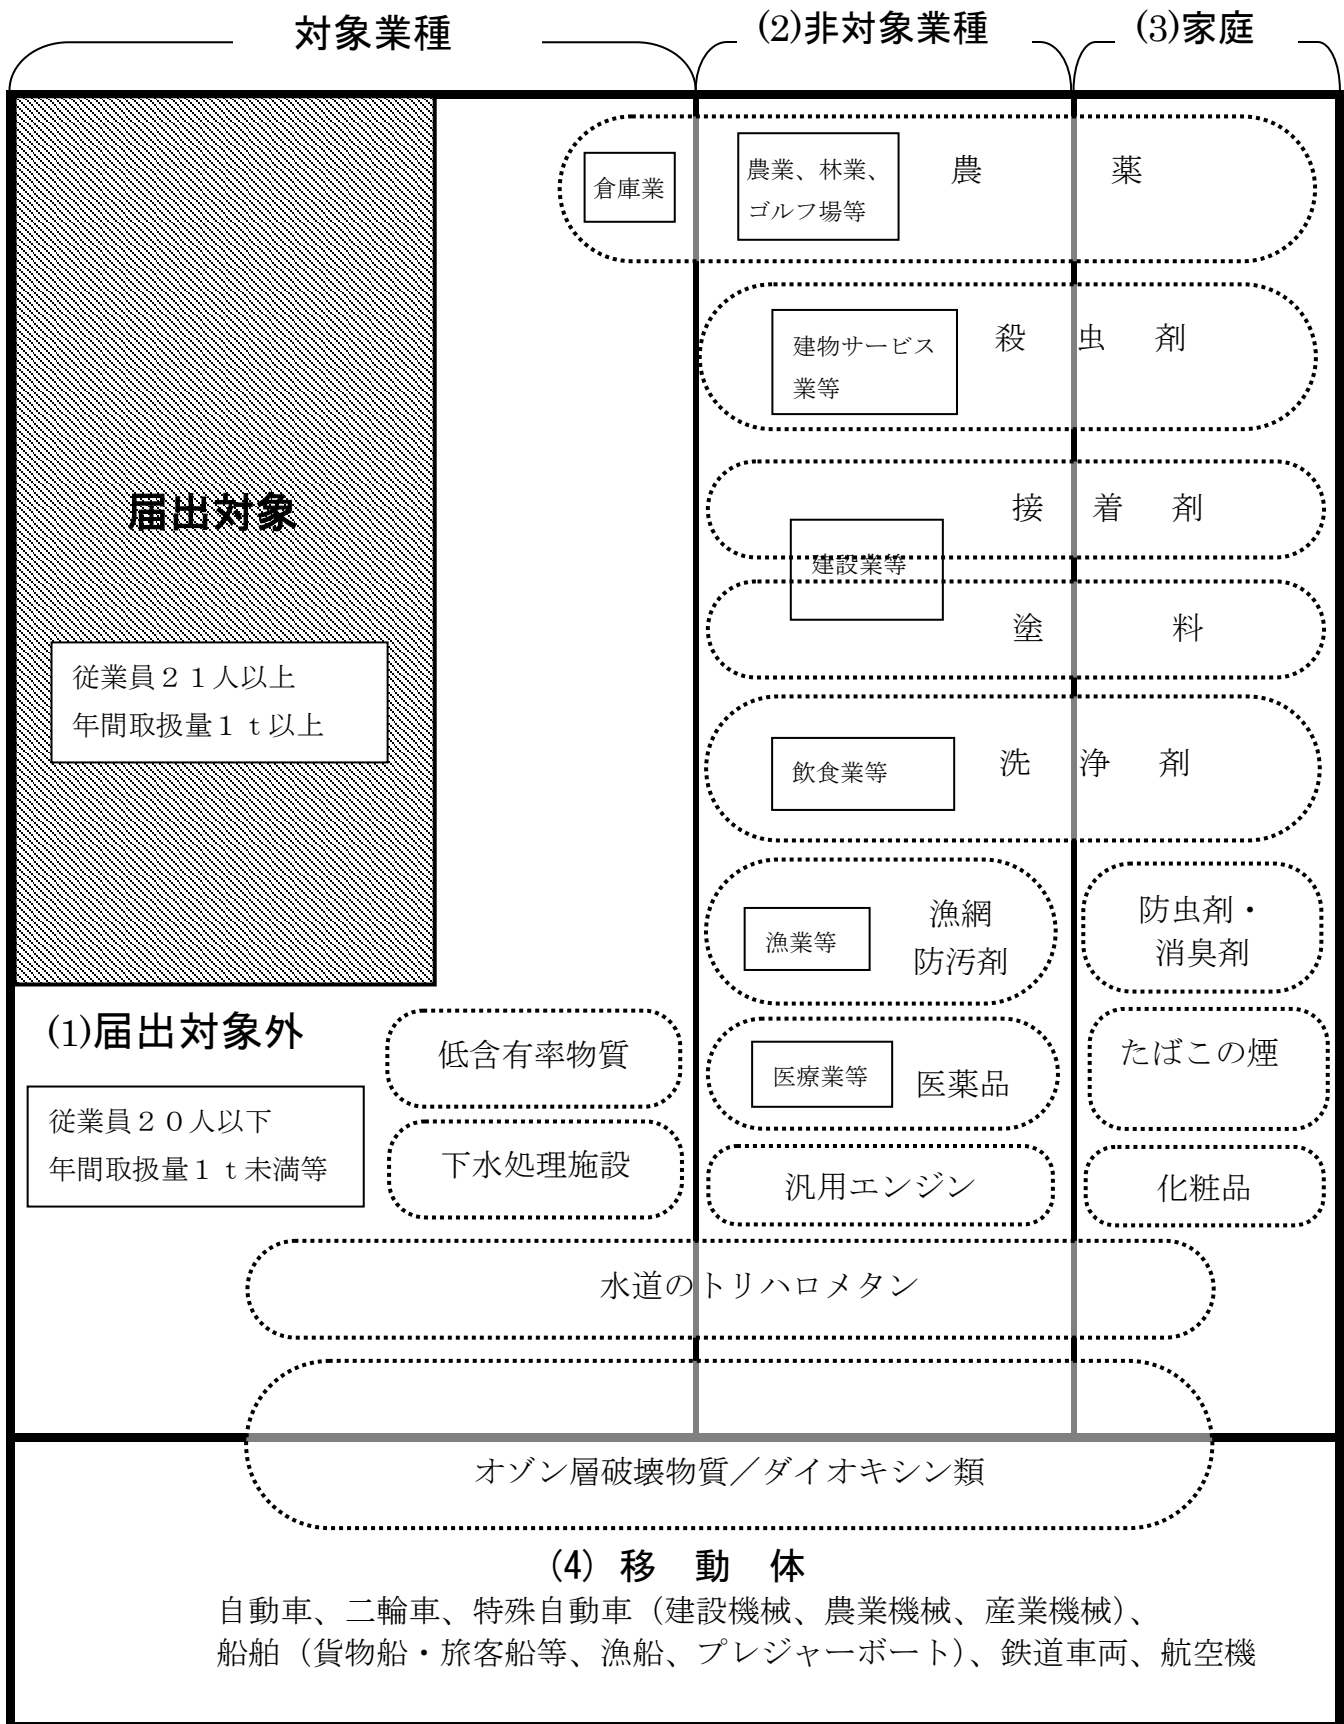 対象業種
(2)非対象業種
(3)家庭
倉庫業
農業、林業、
ゴルフ場等
農 薬
建物サービス
業等
殺 虫 剤
接 着 剤
建設業等
塗 料
届出対象
従業員２１人以上
年間取扱量１ｔ以上
飲食業等
洗 浄 剤
漁業等
漁網
防汚剤
防虫剤・
消臭剤
(1)届出対象外
従業員２０人以下
年間取扱量１ｔ未満等
低含有率物質
医療業等
医薬品
たばこの煙
下水処理施設
汎用エンジン
化粧品
水道のトリハロメタン
オゾン層破壊物質／ダイオキシン類
(4) 移 動 体
自動車、二輪車、特殊自動車（建設機械、農業機械、産業機械）、
船舶（貨物船・旅客船等、漁船、プレジャーボート）、鉄道車両、航空機